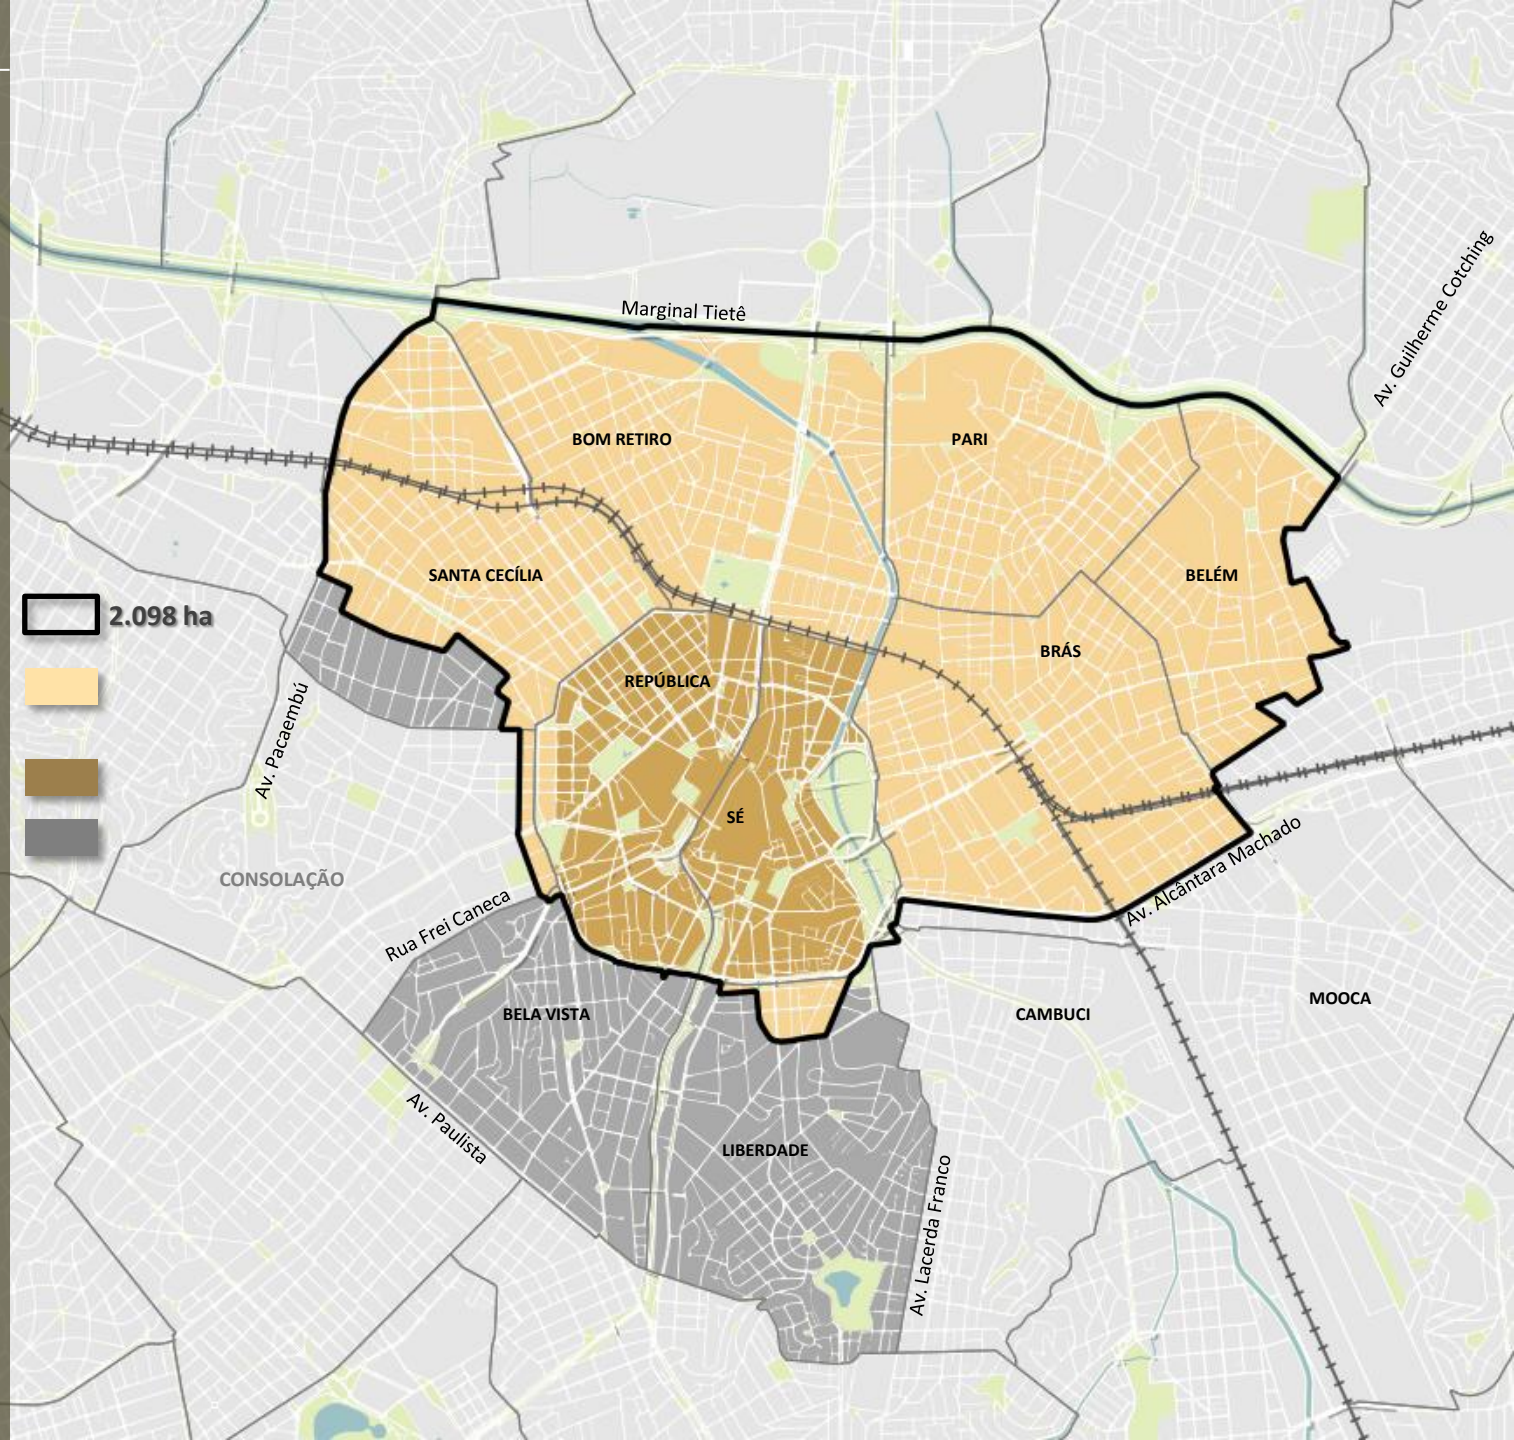 Marginal Tietê
Av. Guilherme Cotching
BOM RETIRO
PARI
SANTA CECÍLIA
BELÉM
2.098 ha
BRÁS
REPÚBLICA
Av. Pacaembú
SÉ
Av. Alcântara Machado
CONSOLAÇÃO
Rua Frei Caneca
MOOCA
BELA VISTA
CAMBUCI
Av. Paulista
LIBERDADE
Av. Lacerda Franco